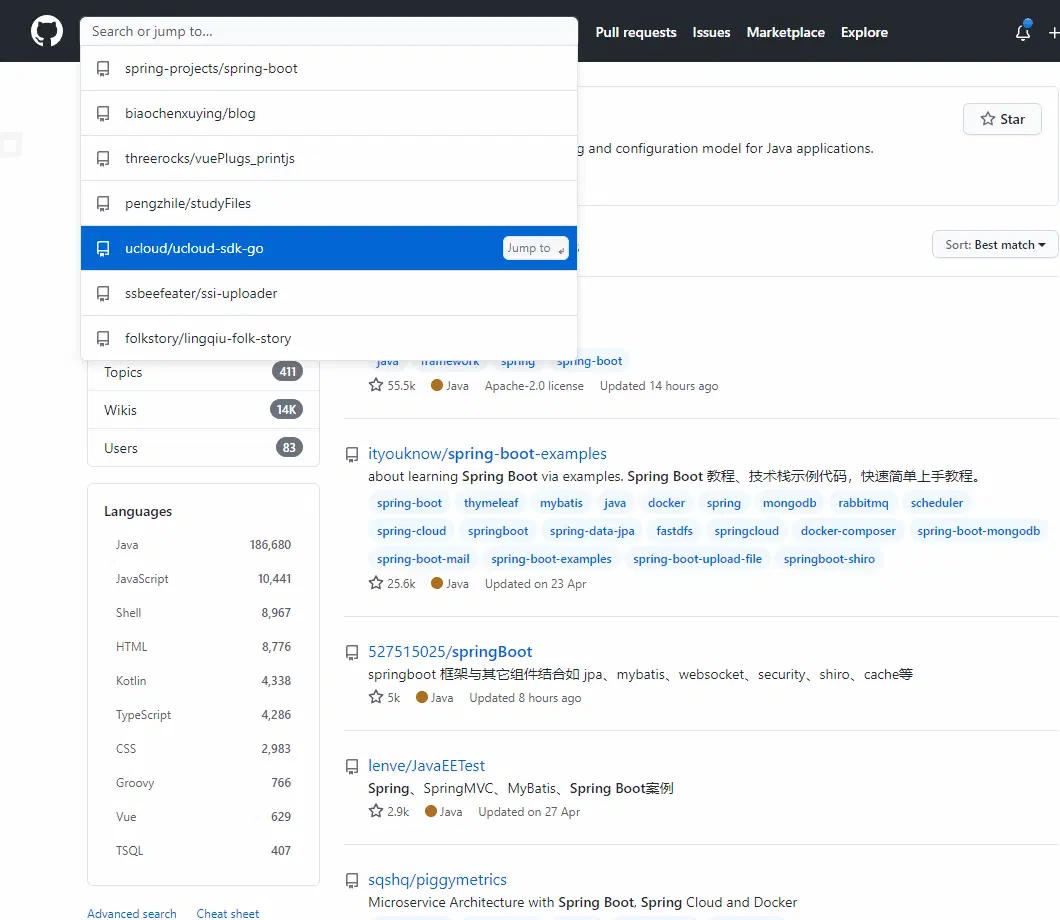 Search or jump to...
Pull requests Issues Marketplace Explore
spring-projects/spring-boot
biaochenxuying/blog
threerocks/vuePlugs_printjs
pengzhile/studyFiles
ucloud/ucloud-sdk-go Jump to
ssbeefeater/ssi-uploader
folkstory/lingqiu-folk-story
Star
and configuration model for Java applications.
Sort: Best match
Topics 411
Wikis 14K
Users 83
Languages
Java 186,680
JavaScript 10,441
Shell 8,967
HTML 8,776
Kotlin 4,338
TypeScript 4,286
CSS 2,983
Groovy 766
Vue 629
TSQL 407
Advanced search Cheat sheet
java framework spring spring-boot
55.5k Java Apache-2.0 license Updated 14 hours ago
ityouknow/spring-boot-examples
about learning Spring Boot via examples. Spring Boot 教程、技术栈示例代码，快速简单上手教程。
spring-boot thymeleaf mybatis java docker spring mongodb rabbitmq scheduler
spring-cloud springboot spring-data-jpa fastdfs springcloud docker-composer spring-boot-mongodb
spring-boot-mail spring-boot-examples spring-boot-upload-file springboot-shiro
25.6k Java Updated on 23 Apr
527515025/springBoot
springboot 框架与其它组件结合如 jpa、mybatis、websocket、security、shiro、cache等
5k Java Updated 8 hours ago
lenve/JavaEETest
Spring、SpringMVC、MyBatis、Spring Boot案例
2.9k Java Updated on 27 Apr
sqshq/piggymetrics
Microservice Architecture with Spring Boot, Spring Cloud and Docker